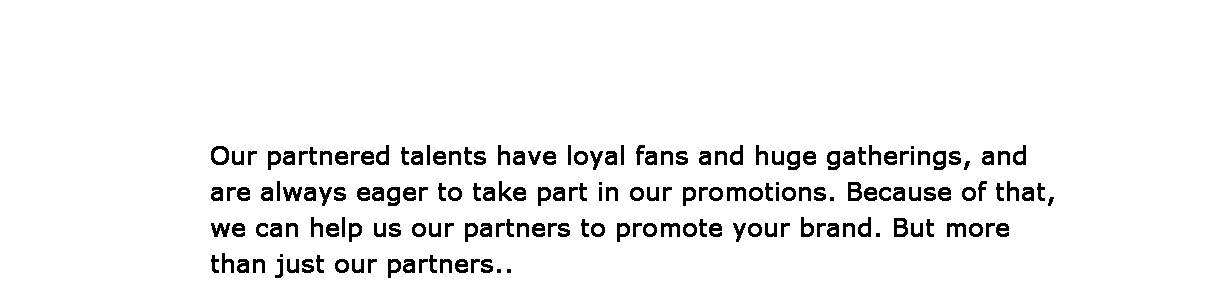 Our partnered talents have loyal fans and huge gatherings, and
are always eager to take part in our promotions. Because of that,
we can help us our partners to promote your brand. But more
than just our partners..